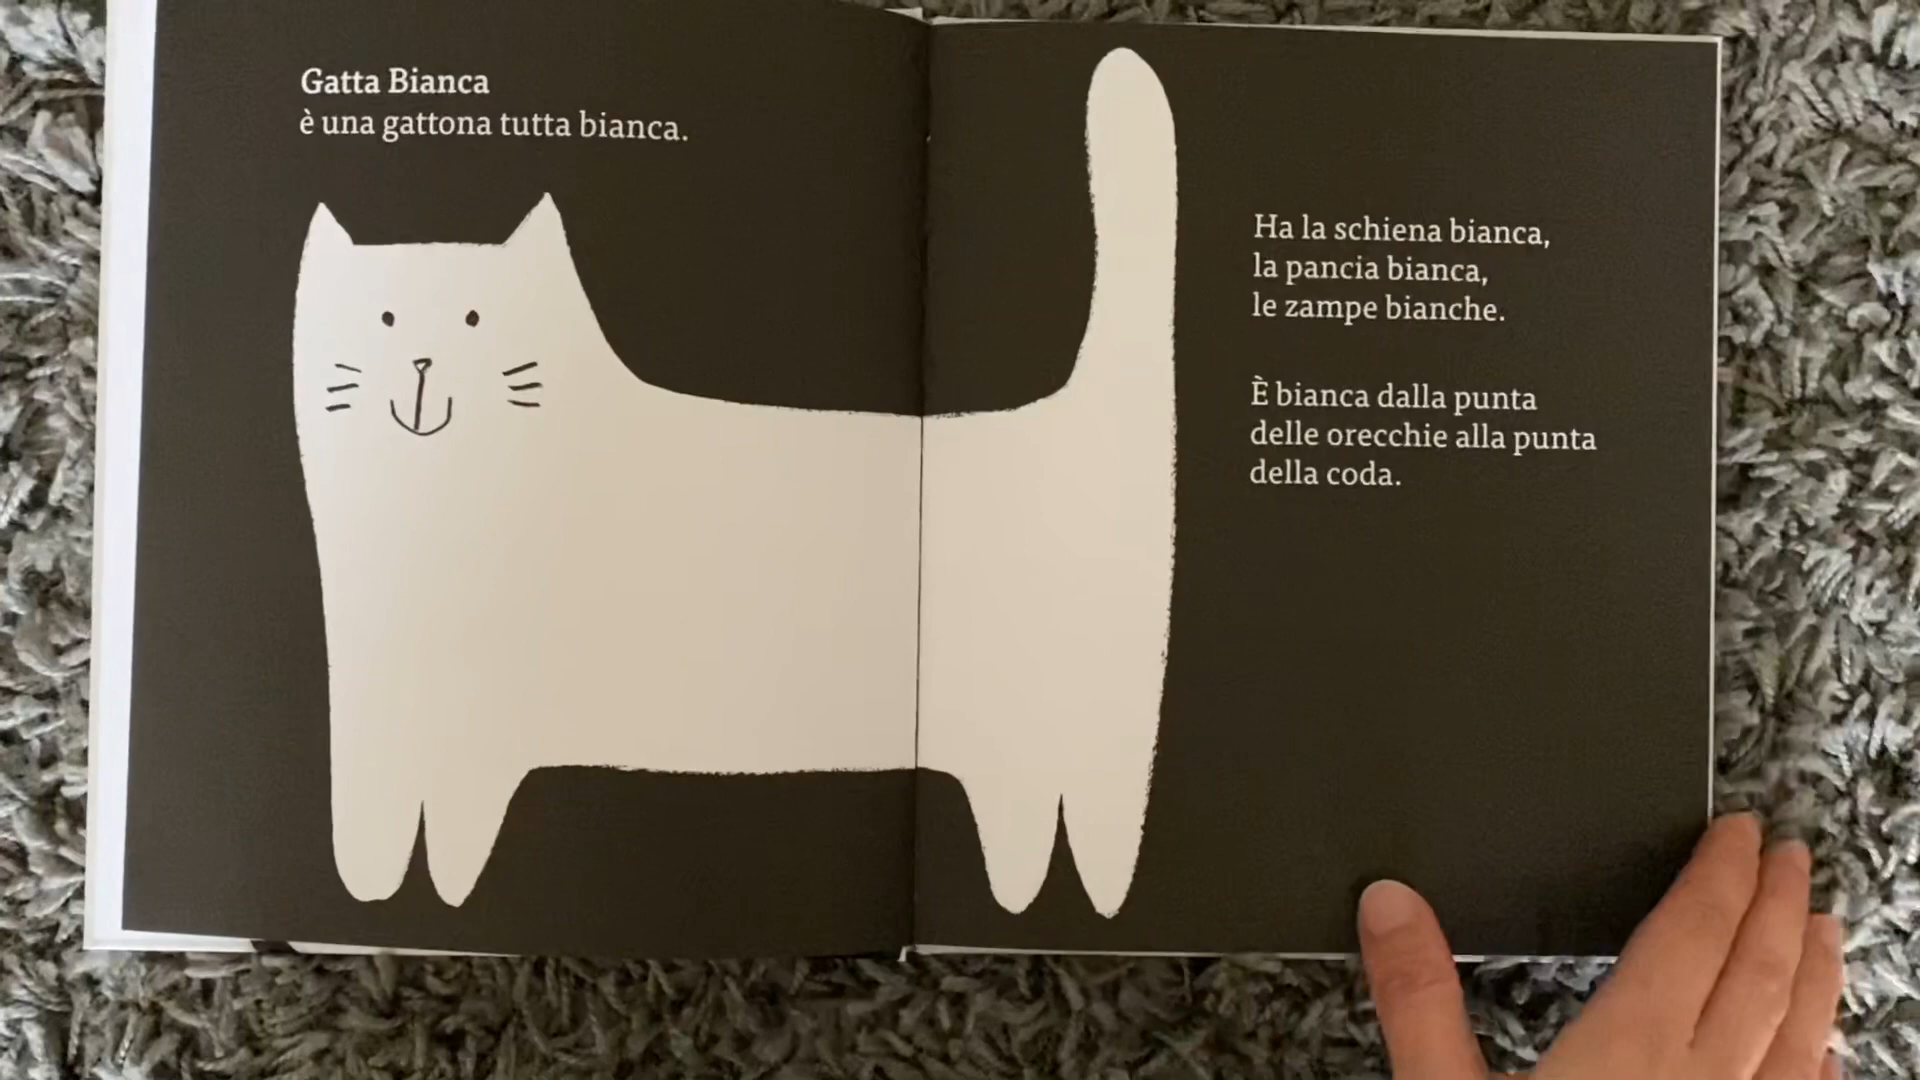 Gatta Bianca
è una gattona tutta bianca.
Ha la schiena bianca,
la pancia bianca,
le zampe bianche.
È bianca dalla punta
delle orecchie alla punta
della coda.